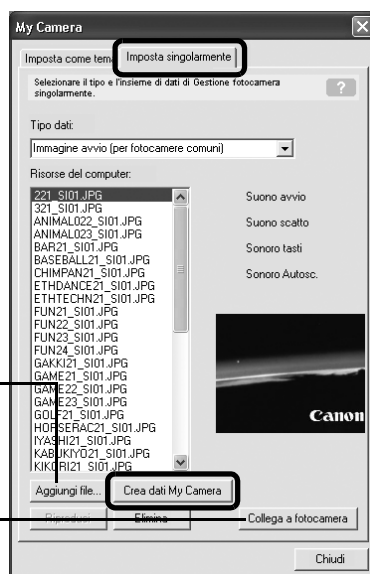 My Camera
Imposta come tem Imposta singolarmente
Selezionare il tipo e l'insieme di dati di Gestione fotocamera
singolarmente.
?
Tipo dati:
Immagine avvio (per fotocamere comuni)
Risorse del computer:
221_SI01.JPG
321_SI01.JPG
ANIMAL022_SI01.JPG
ANIMAL023_SI01.JPG
BAR21_SI01.JPG
BASEBALL21_SI01.JPG
CHIMPAN21_SI01.JPG
ETHDANCE21_SI01.JPG
ETHTECHN21_SI01.JPG
FUN21_SI01.JPG
FUN22_SI01.JPG
FUN23_SI01.JPG
FUN24_SI01.JPG
GAKKI21_SI01.JPG
GAME21_SI01.JPG
GAME22_SI01.JPG
GAME23_SI01.JPG
GOLF21_SI01.JPG
HORSERAC21_SI01.JPG
IYASHI21_SI01.JPG
KABUKIYO21_SI01.JPG
KIKORI21_SI01.JPG
Suono avvio
Suono scatto
Sonoro tasti
Sonoro Autosc.
Canon
Aggiungi file... Crea dati My Camera
Riproduci Elimina Collega a fotocamera
Chiudi